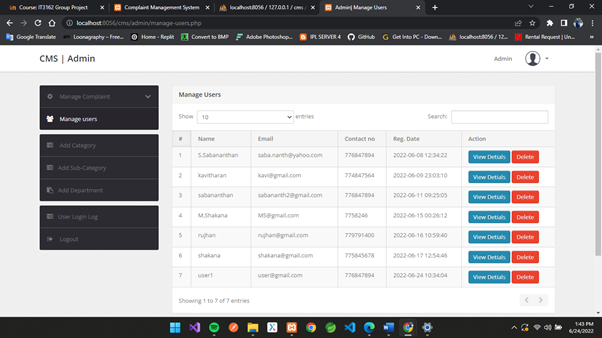 Course: IT3162 Group Project
Complaint Management System
localhost:8056 / 127.0.0.1 / cms /
Admin| Manage Users
localhost:8056/cms/admin/manage-users.php
Google Translate
Loonagraphy – Free...
Home - Replit
Convert to BMP
Adobe Photoshop...
IPL SERVER 4
GitHub
Get Into PC - Down...
localhost:8056 / 12...
Rental Request | Un...
CMS | Admin
Admin
Manage Complaint
Manage users
Add Category
Add Sub-Category
Add Department
User Login Log
Logout
Manage Users
Show 10 entries
Search:
# Name Email Contact no Reg. Date Action
1 S.Sabananthan saba.nanth@yahoo.com 776847894 2022-06-08 12:34:22 View Detials Delete
2 kavitharan kavi@gmail.com 774847564 2022-06-09 23:03:10 View Detials Delete
3 sabananthan sabananth2@gmail.com 776847894 2022-06-11 09:25:05 View Detials Delete
4 M,Shakana MS@gmail.com 7758246 2022-06-15 00:26:12 View Detials Delete
5 rujhan rujhan@gmail.com 779791400 2022-06-16 10:59:40 View Detials Delete
6 shakana shakana@gmail.com 775845678 2022-06-17 12:54:46 View Detials Delete
7 user1 user@gmail.com 776847894 2022-06-24 10:34:04 View Detials Delete
Showing 1 to 7 of 7 entries
1:43 PM
6/24/2022